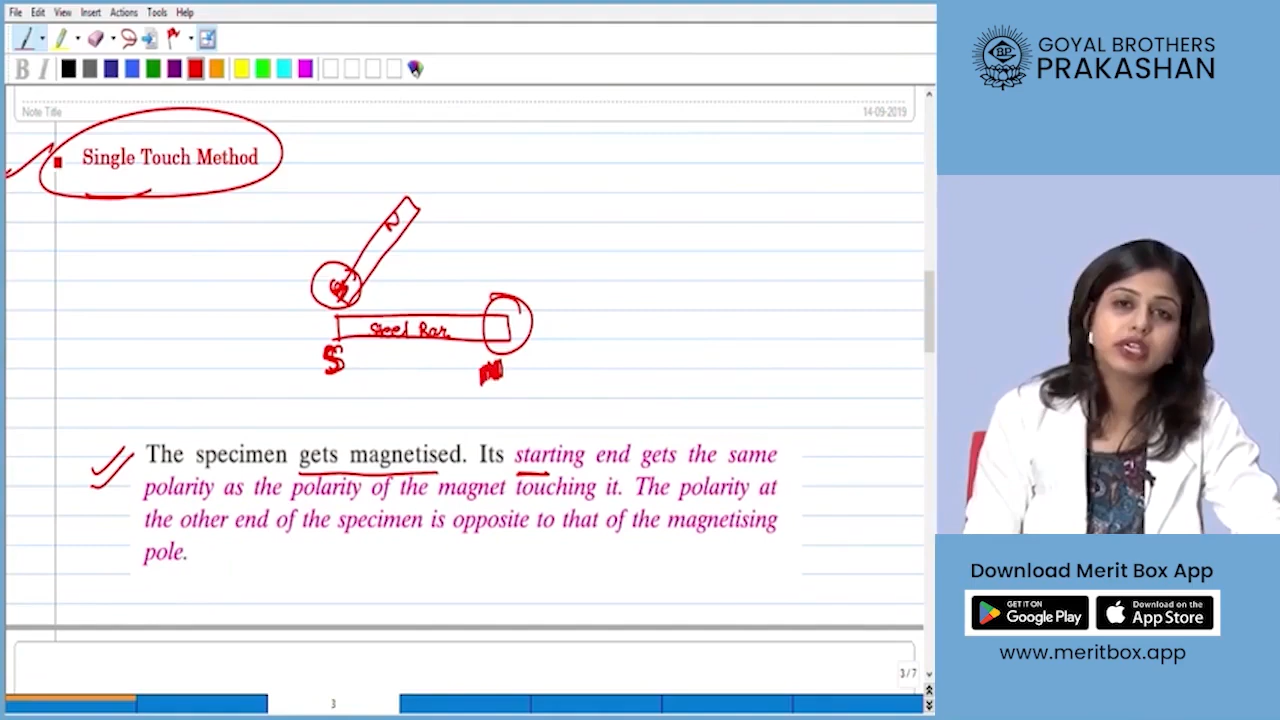 File Edit View Insert Actions Tools Help
B I
Note Title
14-09-2019
Single Touch Method
N
S
Steel Bar
S
N
The specimen gets magnetised. Its starting end gets the same
polarity as the polarity of the magnet touching it. The polarity at
the other end of the specimen is opposite to that of the magnetising
pole.
3/7
3
GOYAL BROTHERS
PRAKASHAN
GBP
Download Merit Box App
GET IT ON
Google Play
Download on the
App Store
www.meritbox.app